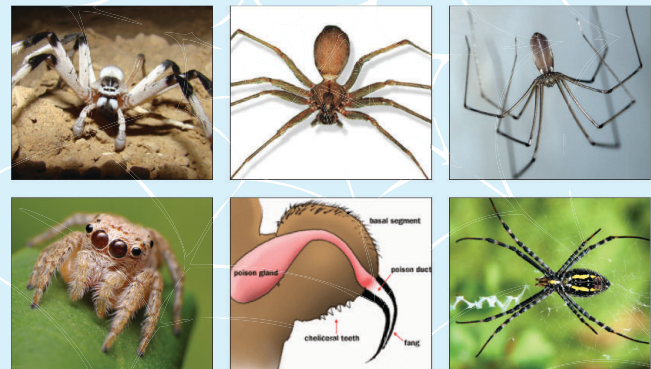 basal segment
poison gland
poison duct
cheliceral teeth
fang